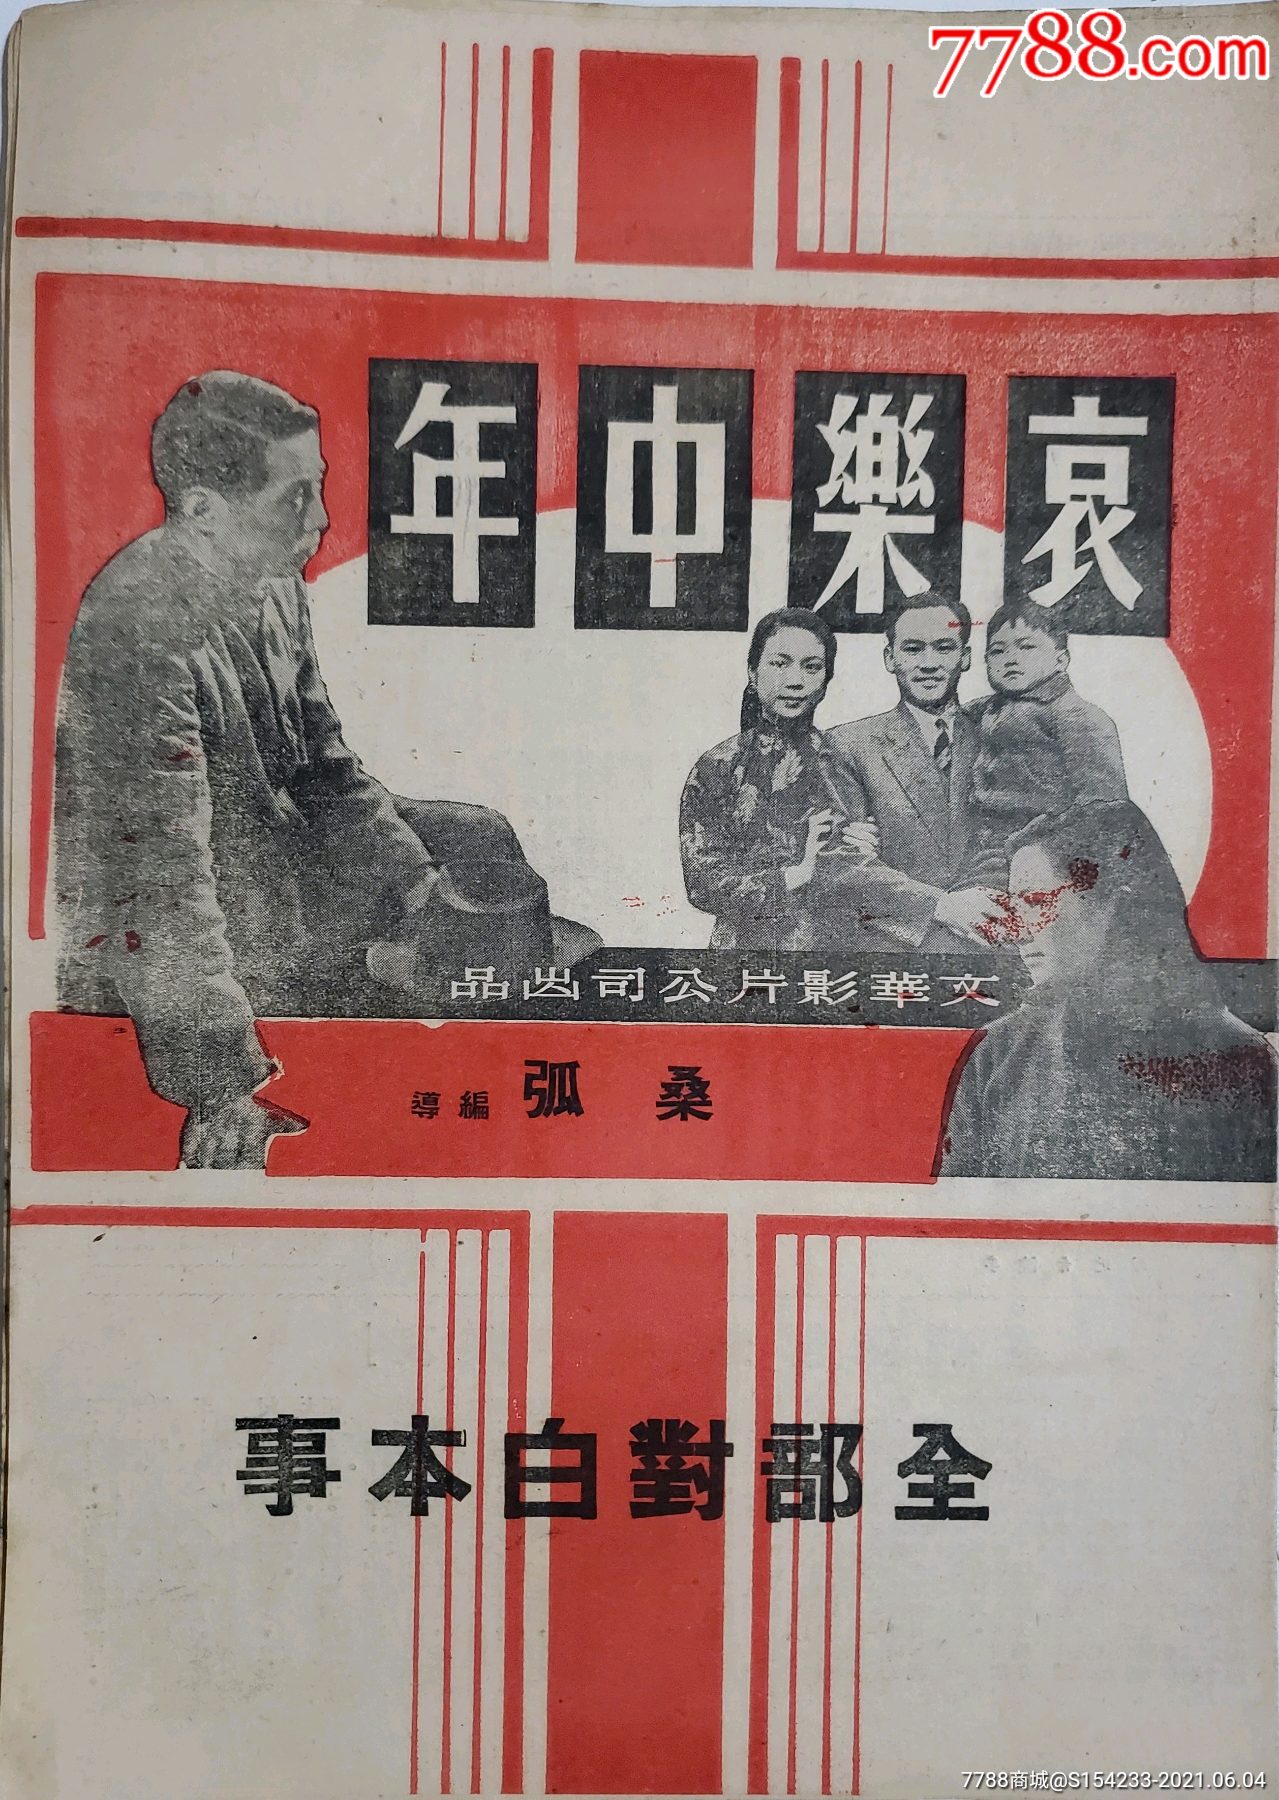 7788.com
哀樂中年
文華影片公司出品
桑弧 編導
全部對白本事
7788商城@S154233-2021.06.04